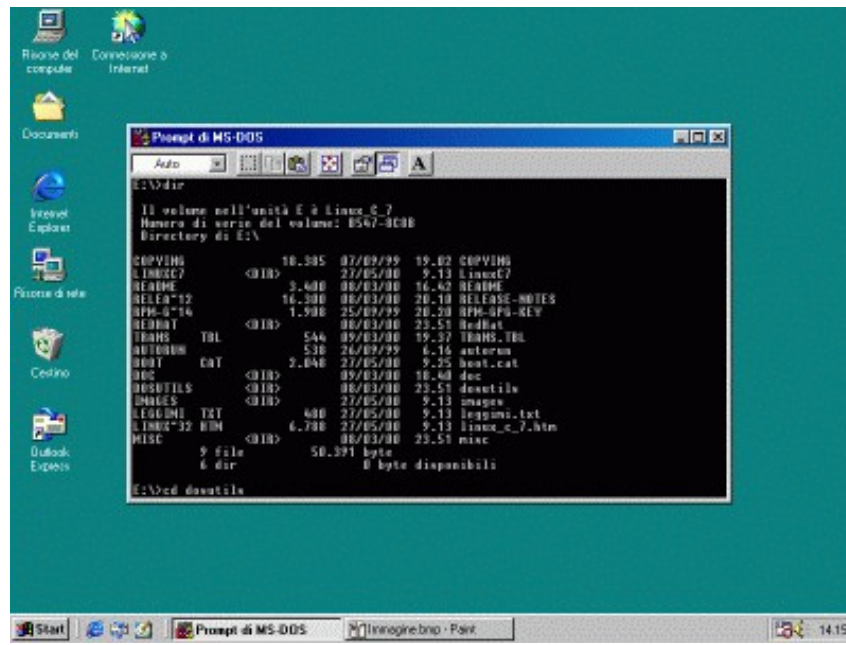 Risorse del computer
Connessione a Internet
Documenti
Internet Explorer
Risorse di rete
Cestino
Outlook Express
Prompt di MS-DOS
Auto
A
E:\>dir
Il volume nell'unità E è Linux_C_7
Numero di serie del volume: 0547-8C8B
Directory di E:\
COPYING 18.385 07/09/99 19.02 COPYING
LINUXC7 <DIR> 27/05/00 9.13 LinuxC7
README 3.400 08/03/00 16.42 README
RELEA~12 16.300 08/03/00 20.10 RELEASE-NOTES
RPM-G~14 1.908 25/09/99 20.20 RPM-GPG-KEY
REDHAT <DIR> 08/03/00 23.51 RedHat
TRANS TBL 544 09/03/00 19.37 TRANS.TBL
AUTORUN 538 26/09/99 6.16 autorun
BOOT CAT 2.048 27/05/00 9.25 boot.cat
DOC <DIR> 09/03/00 18.40 doc
DOSUTILS <DIR> 08/03/00 23.51 dosutils
IMAGES <DIR> 27/05/00 9.13 images
LEGGIMI TXT 480 27/05/00 9.13 leggimi.txt
LINUX~32 HTM 6.788 27/05/00 9.13 linux_c_7.htm
MISC <DIR> 08/03/00 23.51 misc
9 file 50.391 byte
6 dir 0 byte disponibili
E:\>cd dosutils
Start
Prompt di MS-DOS
Immagine.bmp - Paint
14.15